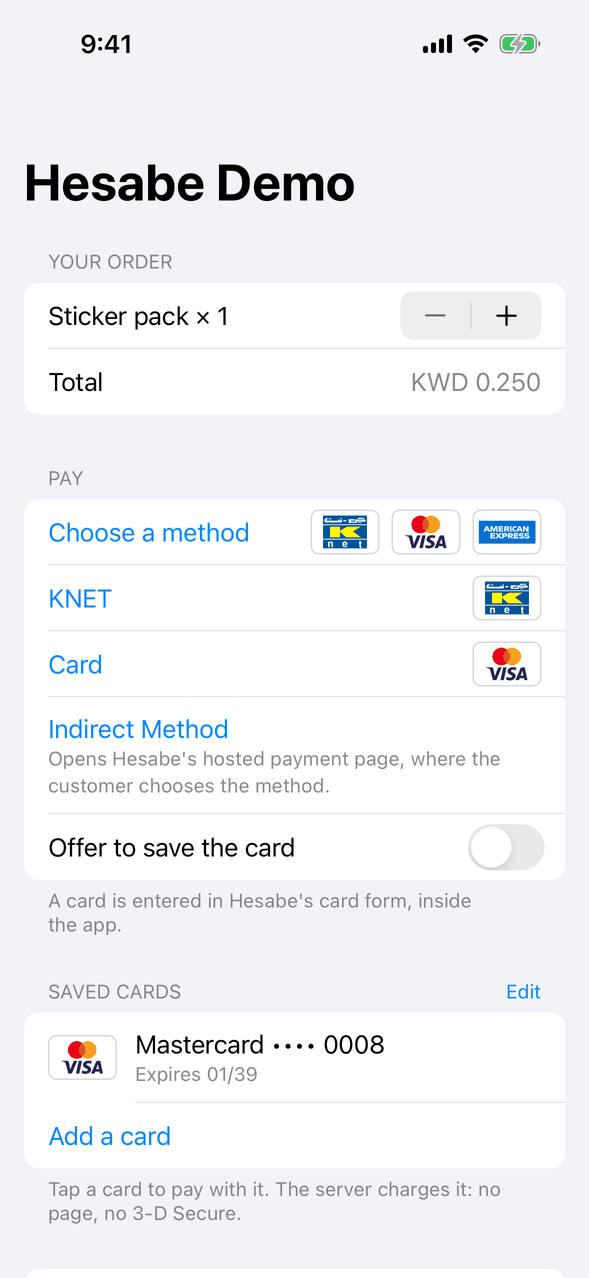 9:41
Hesabe Demo
YOUR ORDER
Sticker pack × 1
Total KWD 0.250
PAY
Choose a method K net VISA AMERICAN EXPRESS
KNET K net
Card VISA
Indirect Method
Opens Hesabe's hosted payment page, where the
customer chooses the method.
Offer to save the card
A card is entered in Hesabe's card form, inside
the app.
SAVED CARDS Edit
VISA Mastercard •••• 0008
Expires 01/39
Add a card
Tap a card to pay with it. The server charges it: no
page, no 3-D Secure.